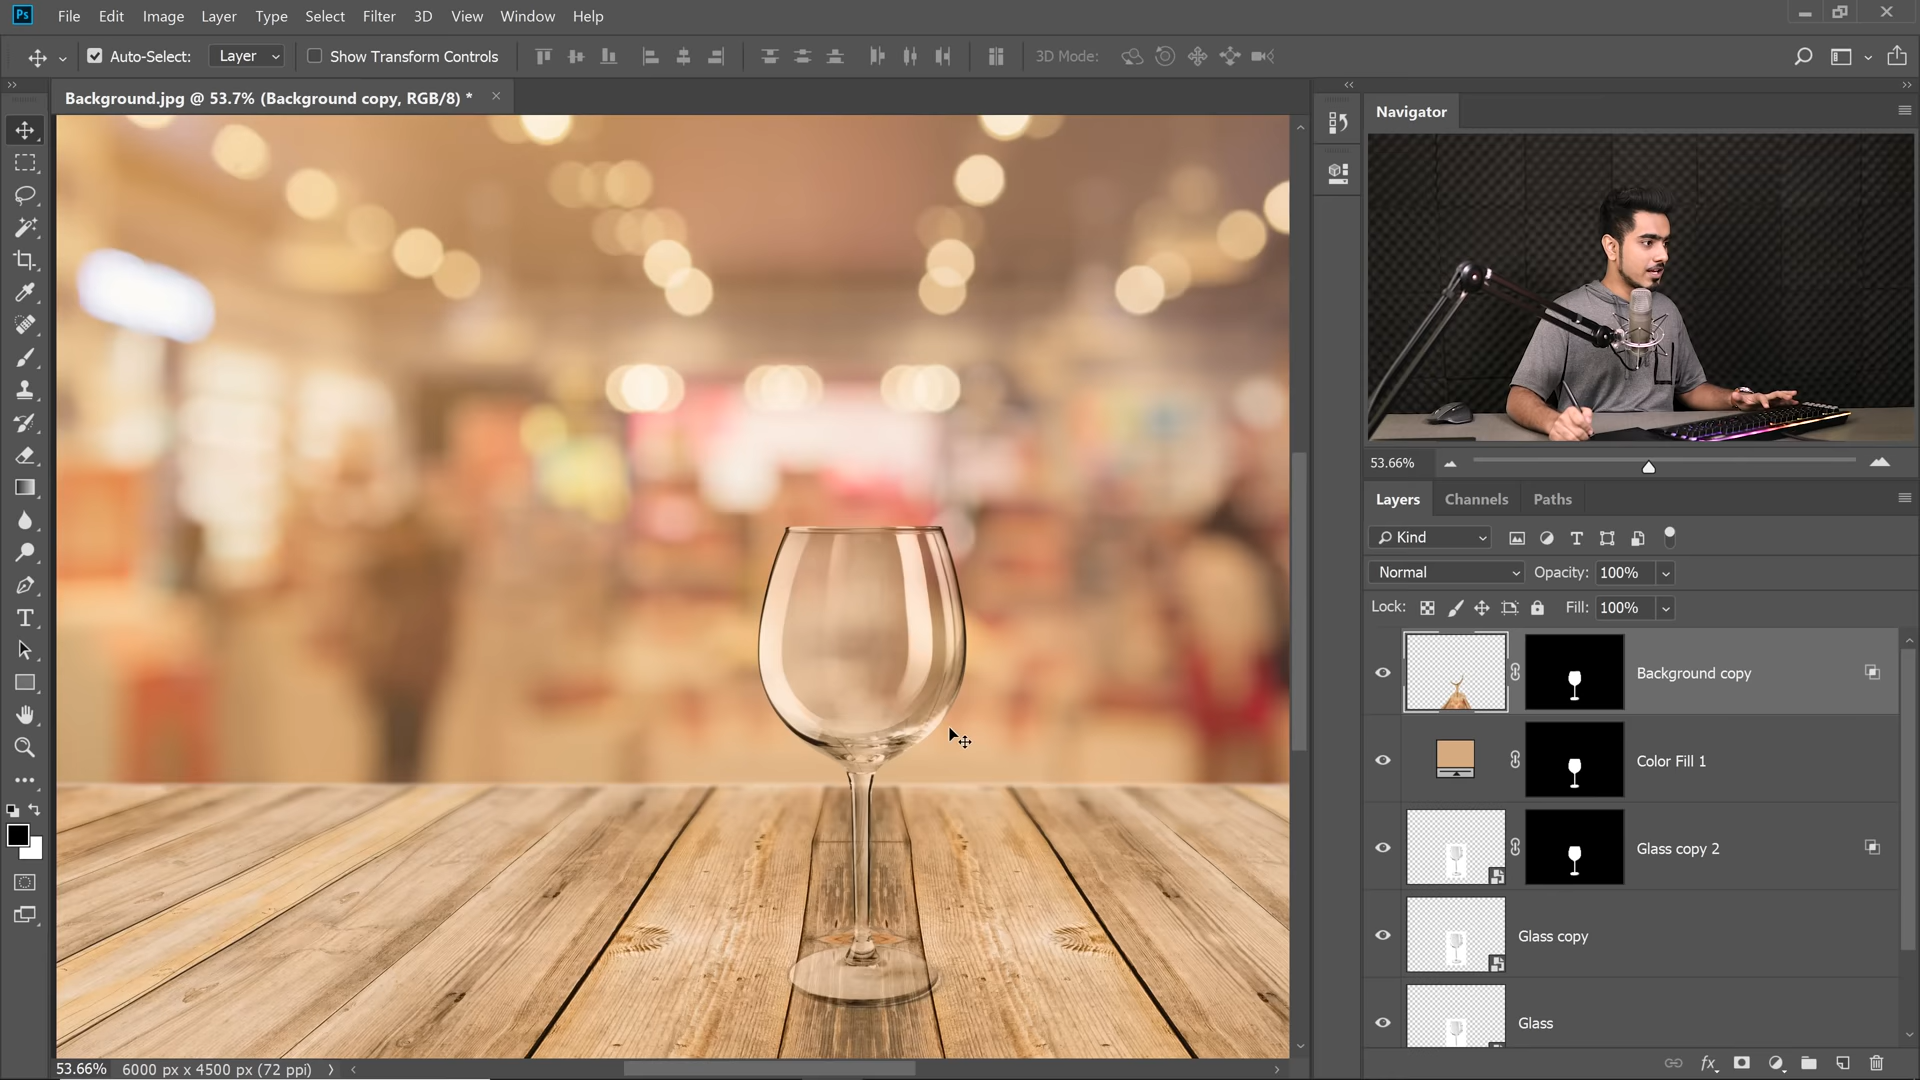 Ps File Edit Image Layer Type Select Filter 3D View Window Help
Auto-Select: Layer Show Transform Controls 3D Mode:
Background.jpg @ 53.7% (Background copy, RGB/8) *
Navigator
53.66%
Layers Channels Paths
Kind
Normal Opacity: 100%
Lock: Fill: 100%
Background copy
Color Fill 1
Glass copy 2
Glass copy
Glass
53.66% 6000 px x 4500 px (72 ppi)